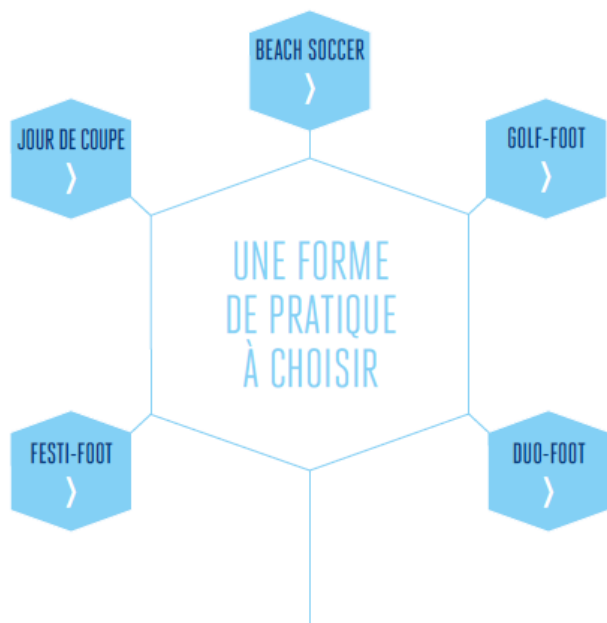 BEACH SOCCER
JOUR DE COUPE
GOLF-FOOT
UNE FORME
DE PRATIQUE
À CHOISIR
FESTI-FOOT
DUO-FOOT